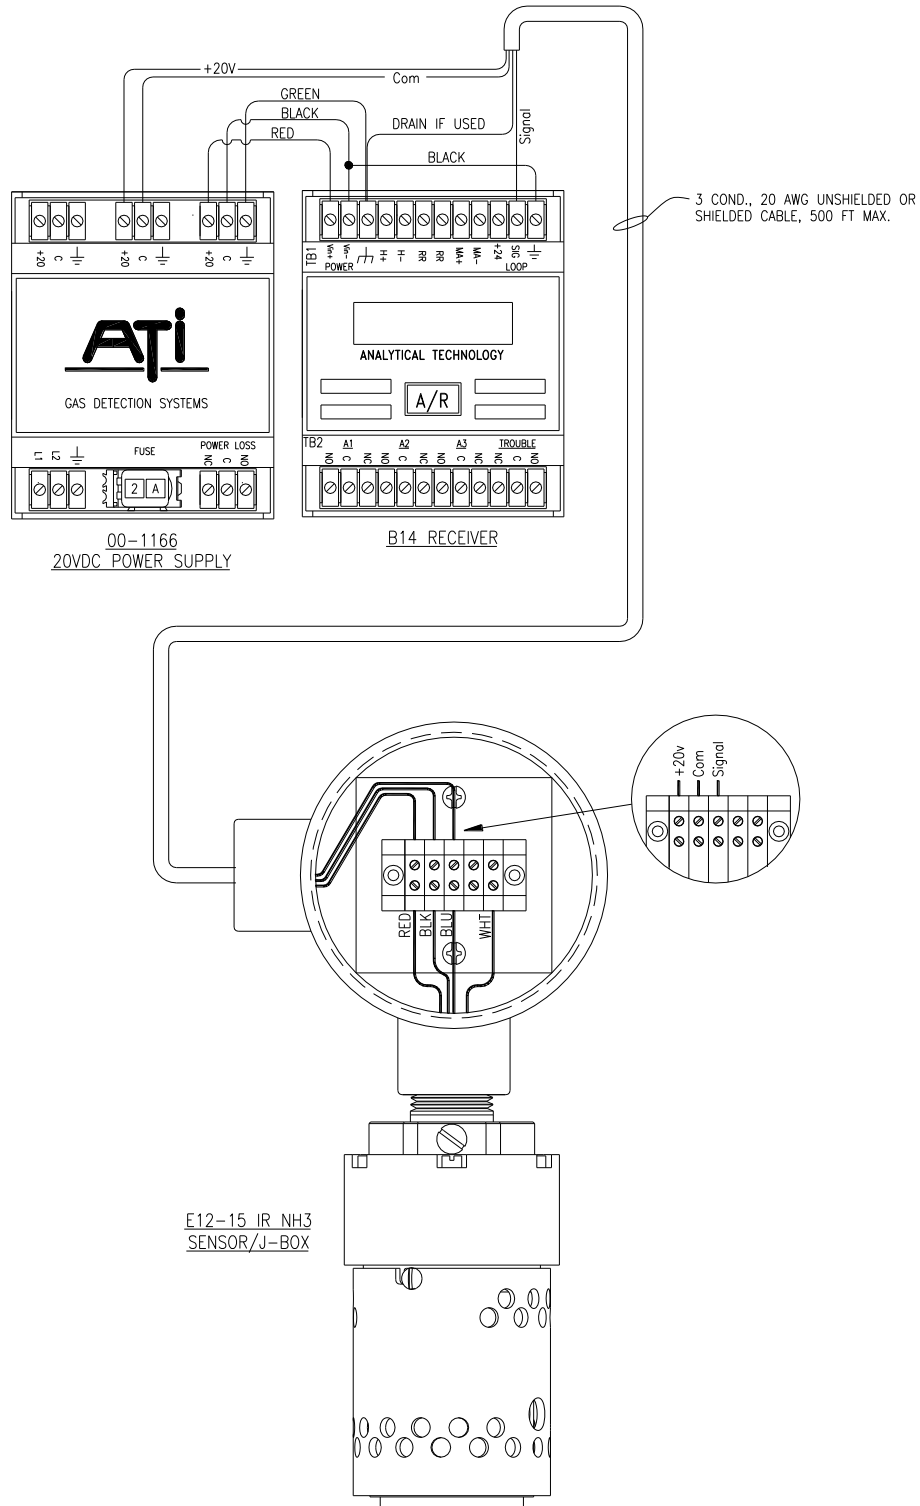 +20V
Com
GREEN
BLACK
RED
DRAIN IF USED
Signal
BLACK
3 COND., 20 AWG UNSHIELDED OR
SHIELDED CABLE, 500 FT MAX.
+20 C +20 C +20 C
ATi
GAS DETECTION SYSTEMS
L1 L2 FUSE POWER LOSS
NC C NO
2 A
00-1166
20VDC POWER SUPPLY
TB1 Vin+ Vin- H+ H- RR RR MA+ MA- +24 SIG
POWER LOOP
ANALYTICAL TECHNOLOGY
A/R
TB2 A1 A2 A3 TROUBLE
NO C NC NO C NC NO C NC NC C NO
B14 RECEIVER
+20v
Com
Signal
RED
BLK
BLU
WHT
E12-15 IR NH3
SENSOR/J-BOX